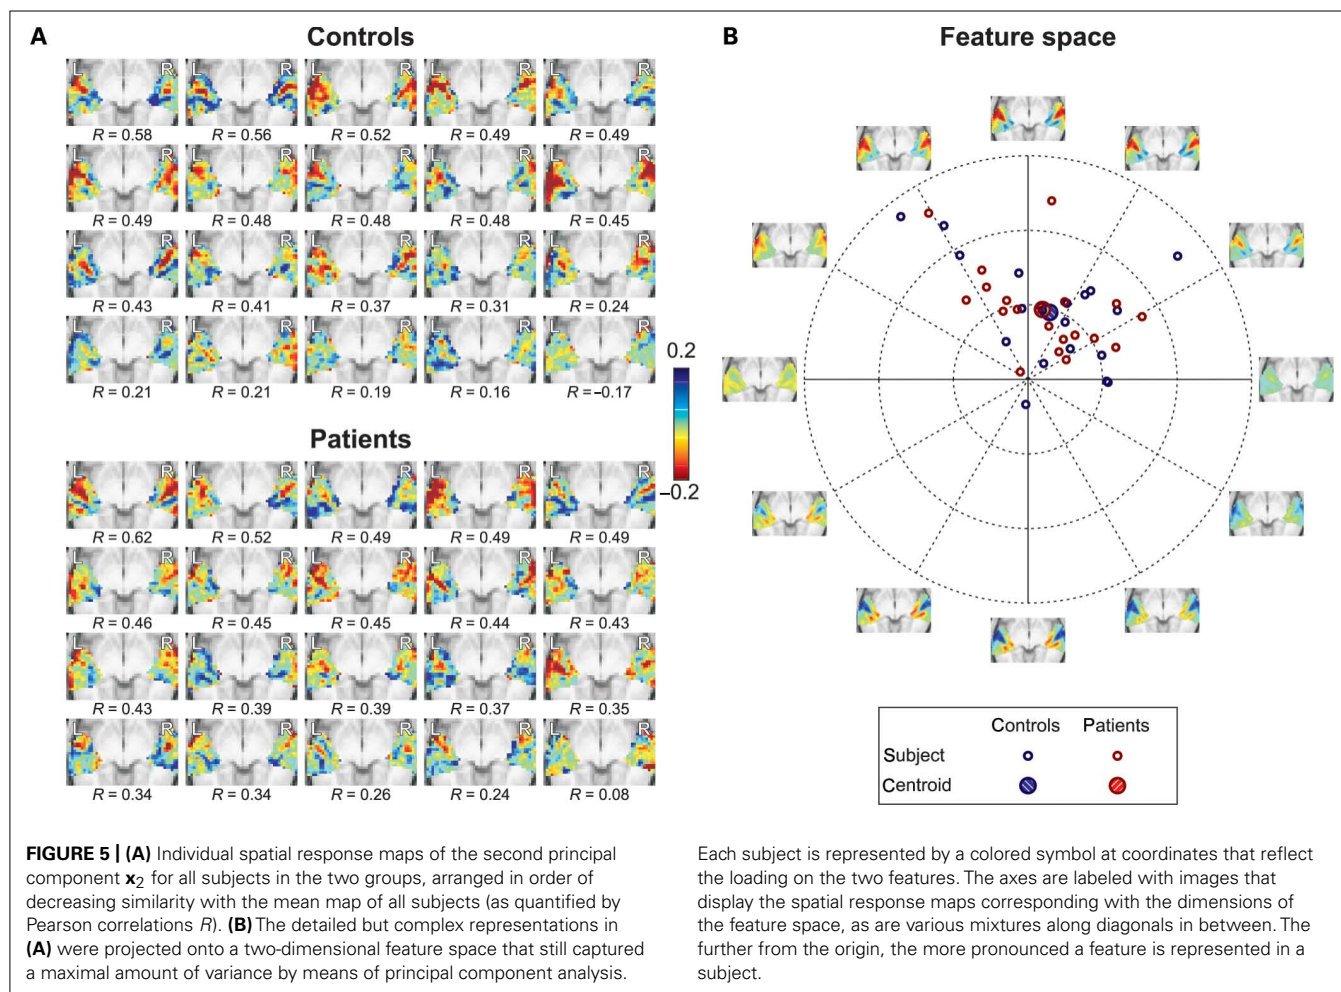 A
Controls
L R
R = 0.58 R = 0.56 R = 0.52 R = 0.49 R = 0.49
L R
R = 0.49 R = 0.48 R = 0.48 R = 0.48 R = 0.45
L R
R = 0.43 R = 0.41 R = 0.37 R = 0.31 R = 0.24
L R
R = 0.21 R = 0.21 R = 0.19 R = 0.16 R = −0.17
0.2
−0.2
Patients
L R
R = 0.62 R = 0.52 R = 0.49 R = 0.49 R = 0.49
L R
R = 0.46 R = 0.45 R = 0.45 R = 0.44 R = 0.43
L R
R = 0.43 R = 0.39 R = 0.39 R = 0.37 R = 0.35
L R
R = 0.34 R = 0.34 R = 0.26 R = 0.24 R = 0.08
B
Feature space
Controls Patients
Subject
Centroid
FIGURE 5 | (A) Individual spatial response maps of the second principal
component x₂ for all subjects in the two groups, arranged in order of
decreasing similarity with the mean map of all subjects (as quantified by
Pearson correlations R). (B) The detailed but complex representations in
(A) were projected onto a two-dimensional feature space that still captured
a maximal amount of variance by means of principal component analysis.
Each subject is represented by a colored symbol at coordinates that reflect
the loading on the two features. The axes are labeled with images that
display the spatial response maps corresponding with the dimensions of
the feature space, as are various mixtures along diagonals in between. The
further from the origin, the more pronounced a feature is represented in a
subject.